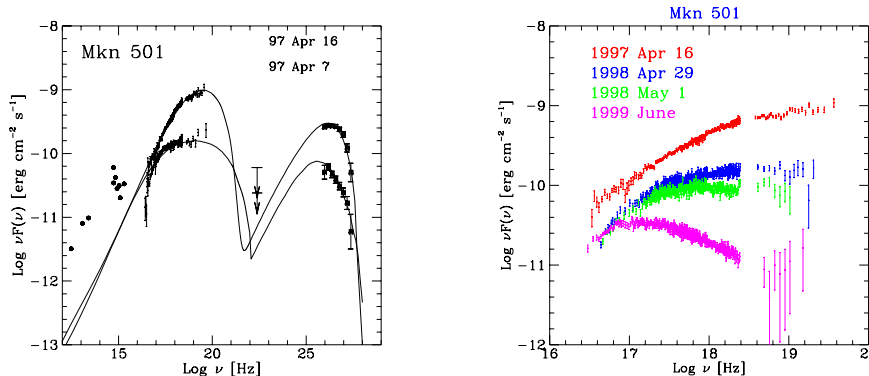 Mkn 501
97 Apr 16
97 Apr 7
Log νF(ν) [erg cm⁻² s⁻¹]
−8
−9
−10
−11
−12
−13
15
20
25
Log ν [Hz]
Mkn 501
1997 Apr 16
1998 Apr 29
1998 May 1
1999 June
Log νF(ν) [erg cm⁻² s⁻¹]
−8
−9
−10
−11
−12
16
17
18
19
2
Log ν [Hz]